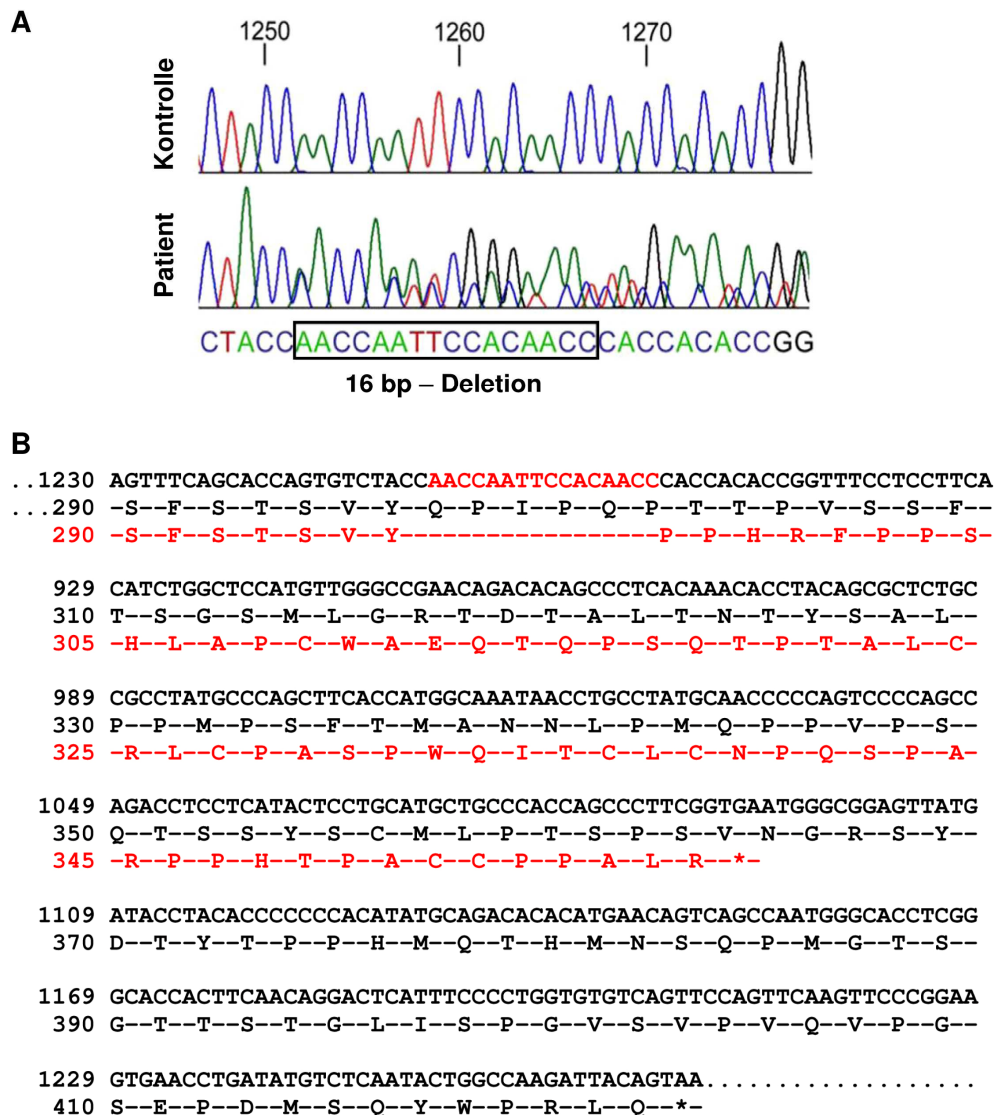 A
1250 1260 1270
Kontrolle
Patient
CTACCAACCAATTCCACAACCCACCACACCGG
16 bp – Deletion
B
..1230 AGTTTCAGCACCAGTGTCTACCAACCAATTCCACAACCCACCACACCGGTTTCCTCCTTCA
...290 -S--F--S--T--S--V--Y--Q--P--I--P--Q--P--T--T--P--V--S--S--F--
290 -S--F--S--T--S--V--Y------------------P--P--H--R--F--P--P--S-
929 CATCTGGCTCCATGTTGGGCCGAACAGACACAGCCCTCACAAACACCTACAGCGCTCTGC
310 T--S--G--S--M--L--G--R--T--D--T--A--L--T--N--T--Y--S--A--L--
305 -H--L--A--P--C--W--A--E--Q--T--Q--P--S--Q--T--P--T--A--L--C-
989 CGCCTATGCCCAGCTTCACCATGGCAAATAACCTGCCTATGCAACCCCCAGTCCCCAGCC
330 P--P--M--P--S--F--T--M--A--N--N--L--P--M--Q--P--P--V--P--S--
325 -R--L--C--P--A--S--P--W--Q--I--T--C--L--C--N--P--Q--S--P--A-
1049 AGACCTCCTCATACTCCTGCATGCTGCCCACCAGCCCTTCGGTGAATGGGCGGAGTTATG
350 Q--T--S--S--Y--S--C--M--L--P--T--S--P--S--V--N--G--R--S--Y--
345 -R--P--P--H--T--P--A--C--C--P--P--A--L--R--*-
1109 ATACCTACACCCCCCCACATATGCAGACACACATGAACAGTCAGCCAATGGGCACCTCGG
370 D--T--Y--T--P--P--H--M--Q--T--H--M--N--S--Q--P--M--G--T--S--
1169 GCACCACTTCAACAGGACTCATTTCCCCTGGTGTGTCAGTTCCAGTTCAAGTTCCCGGAA
390 G--T--T--S--T--G--L--I--S--P--G--V--S--V--P--V--Q--V--P--G--
1229 GTGAACCTGATATGTCTCAATACTGGCCAAGATTACAGTAA...................
410 S--E--P--D--M--S--Q--Y--W--P--R--L--Q--*-